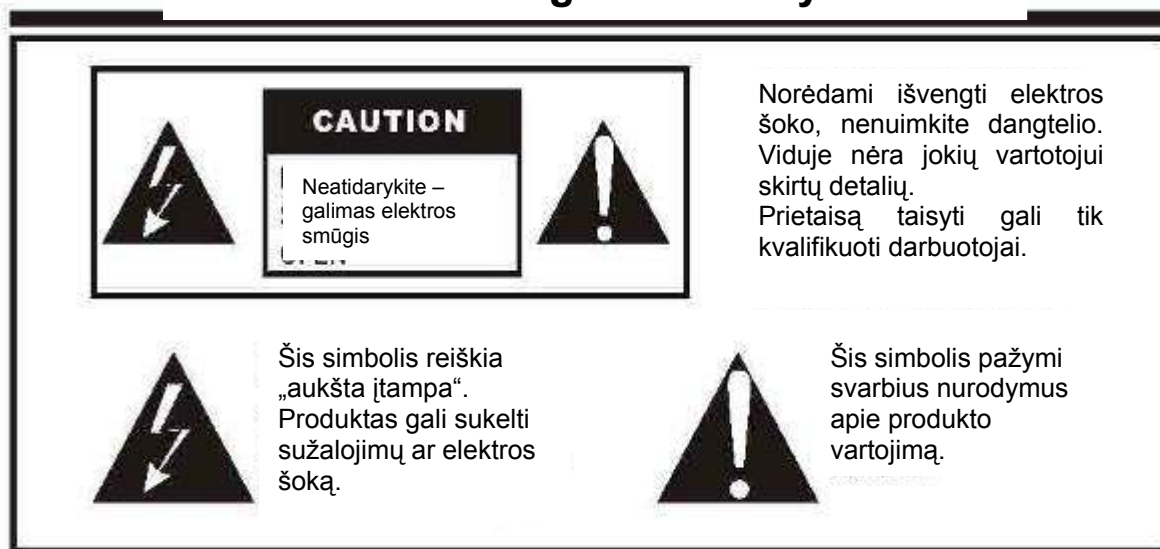 CAUTION
Neatidarykite –
galimas elektros
smūgis
Norėdami išvengti elektros
šoko, nenuimkite dangtelio.
Viduje nėra jokių vartotojui
skirtų detalių.
Prietaisą taisyti gali tik
kvalifikuoti darbuotojai.
Šis simbolis reiškia
„aukšta įtampa“.
Produktas gali sukelti
sužalojimų ar elektros
šoką.
Šis simbolis pažymi
svarbius nurodymus
apie produkto
vartojimą.